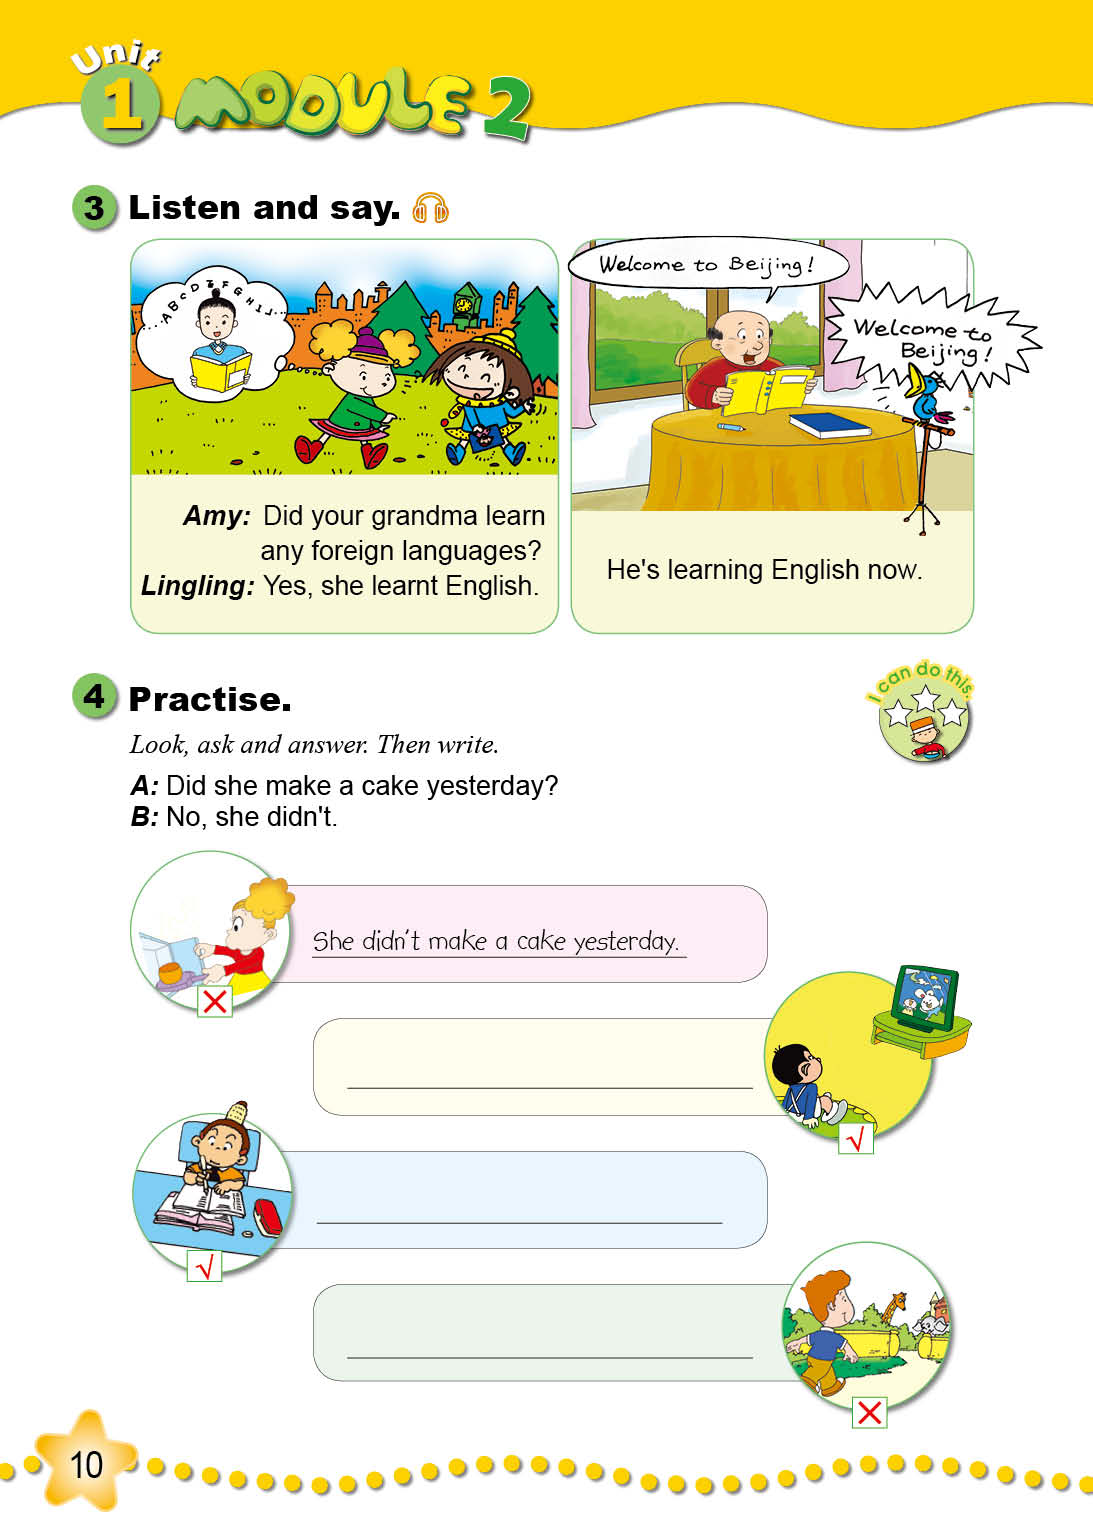 Unit
1 MODULE 2
3 Listen and say.
A B C D E F G H I J
Welcome to Beijing!
Welcome to
Beijing!
Amy: Did your grandma learn
any foreign languages?
Lingling: Yes, she learnt English.
He's learning English now.
4 Practise.
I can do this.
Look, ask and answer. Then write.
A: Did she make a cake yesterday?
B: No, she didn't.
She didn't make a cake yesterday.
10